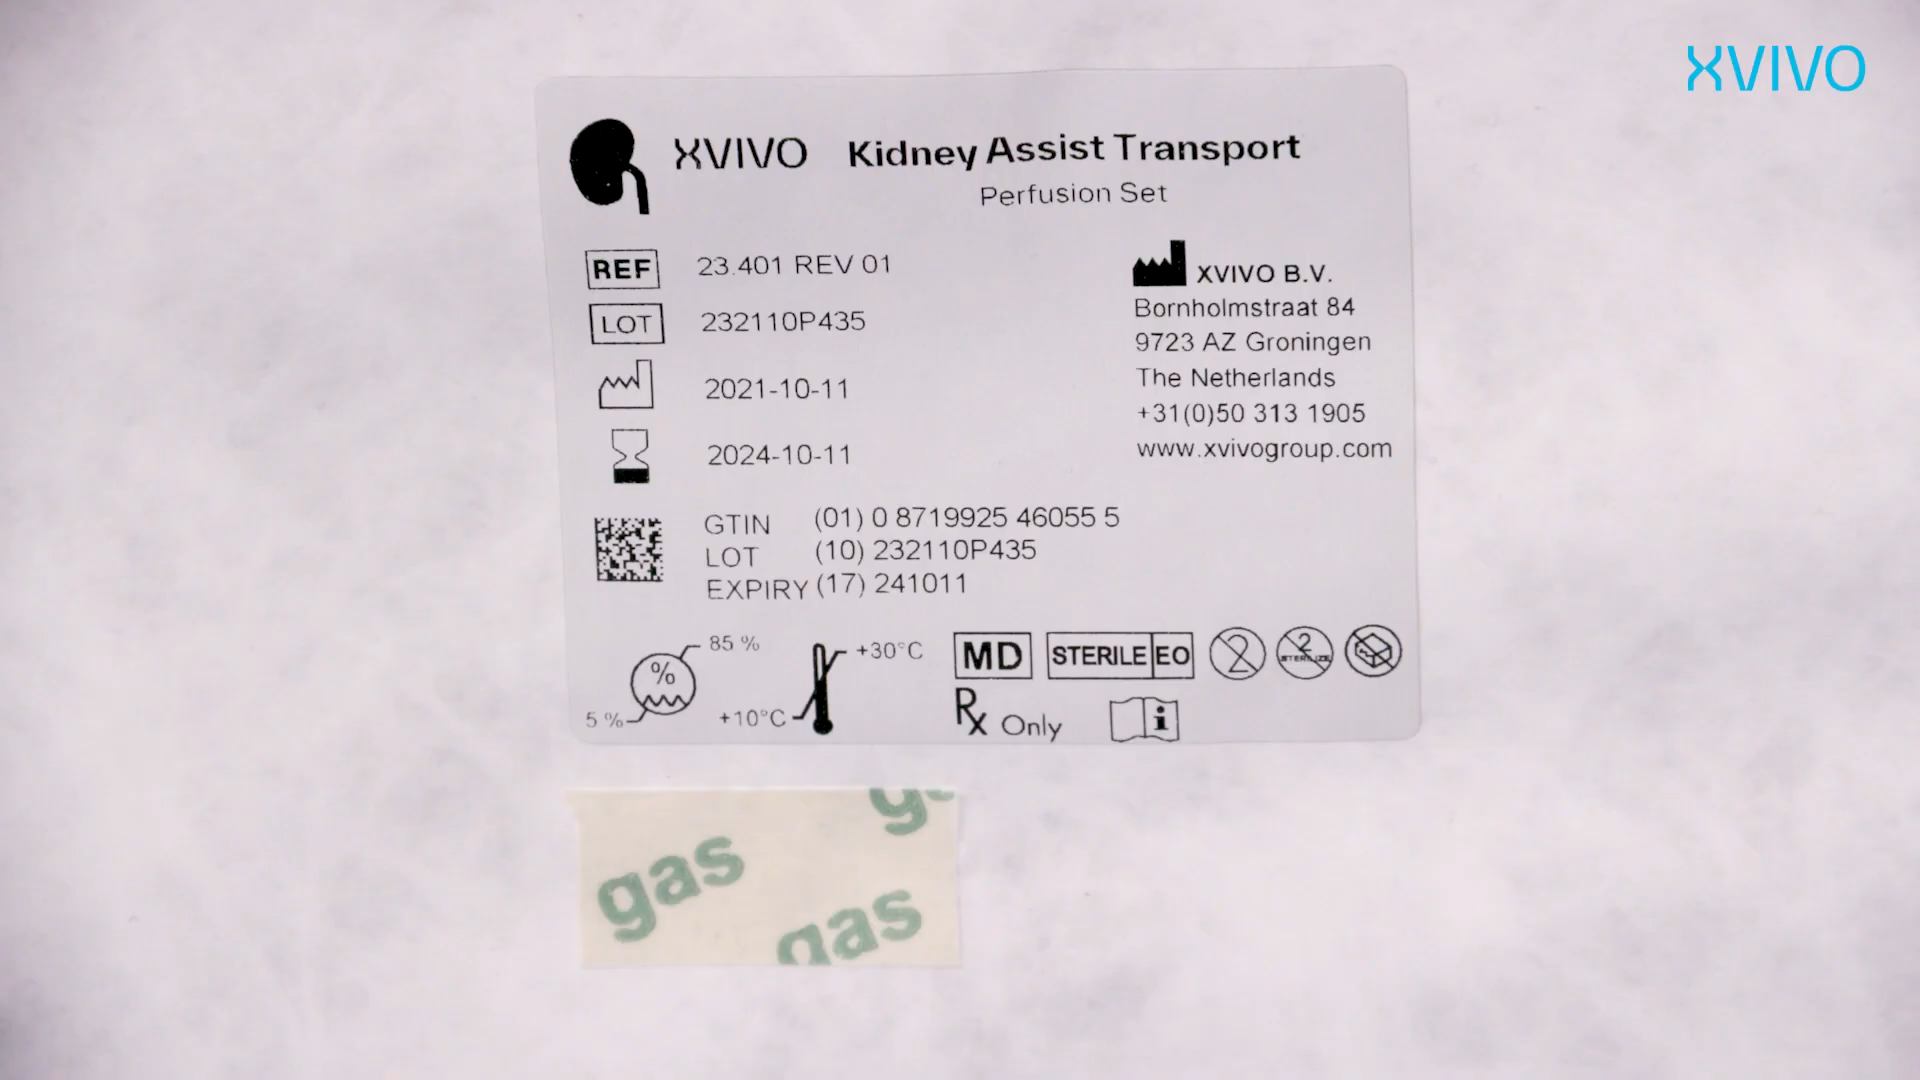 XVIVO
XVIVO Kidney Assist Transport
Perfusion Set
REF 23.401 REV 01
LOT 232110P435
2021-10-11
2024-10-11
XVIVO B.V.
Bornholmstraat 84
9723 AZ Groningen
The Netherlands
+31(0)50 313 1905
www.xvivogroup.com
GTIN (01) 0 8719925 46055 5
LOT (10) 232110P435
EXPIRY (17) 241011
85 %
%
5 %
+30°C
+10°C
MD STERILE EO 2 2 STERILIZE
Rx Only i
gas
gas